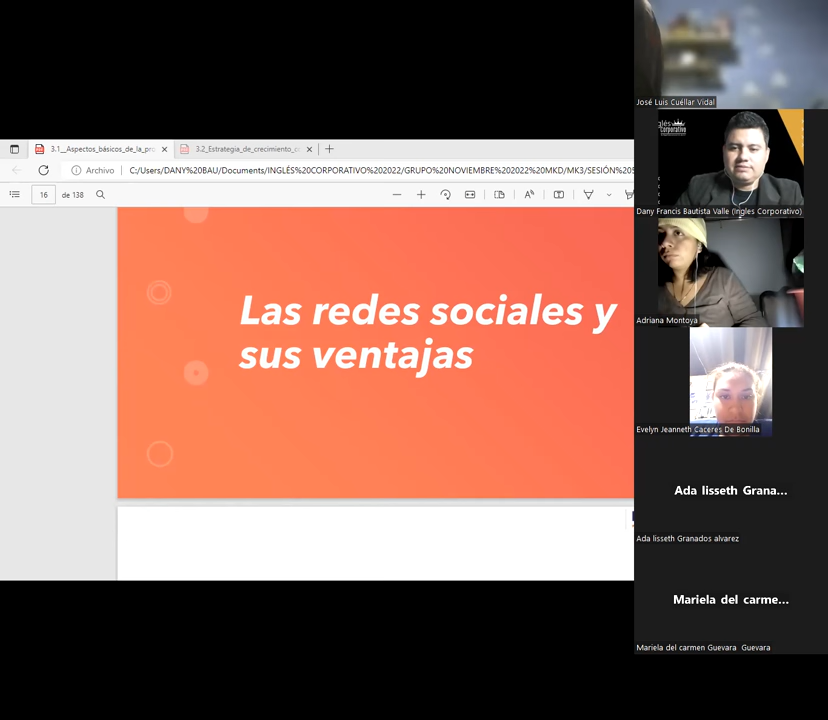 José Luis Cuéllar Vidal
Dany Francis Bautista Valle (Ingles Corporativo)
Adriana Montoya
Evelyn Jeanneth Caceres De Bonilla
Ada lisseth Grana...
Ada lisseth Granados alvarez
Mariela del carme...
Mariela del carmen Guevara Guevara
3.1__Aspectos_básicos_de_la_pro
3.2_Estrategia_de_crecimiento_d
Archivo
C:/Users/DANY%20BAU/Documents/INGLÉS%20CORPORATIVO%202022/GRUPO%20NOVIEMBRE%202022%20MKD/MK3/SESIÓN%20
16 de 138
Las redes sociales y
sus ventajas